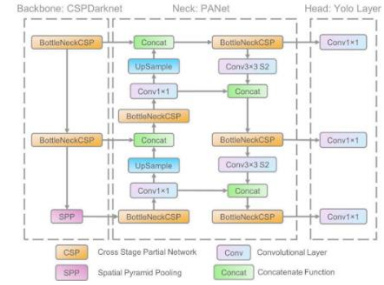 Backbone: CSPDarknet Neck: PANet Head: Yolo Layer
BottleNeckCSP Concat BottleNeckCSP Conv1×1
UpSample Conv3×3 S2
Conv1×1 Concat
BottleNeckCSP
BottleNeckCSP Concat BottleNeckCSP Conv1×1
UpSample Conv3×3 S2
Conv1×1 Concat
SPP BottleNeckCSP BottleNeckCSP Conv1×1
CSP Cross Stage Partial Network Conv Convolutional Layer
SPP Spatial Pyramid Pooling Concat Concatenate Function